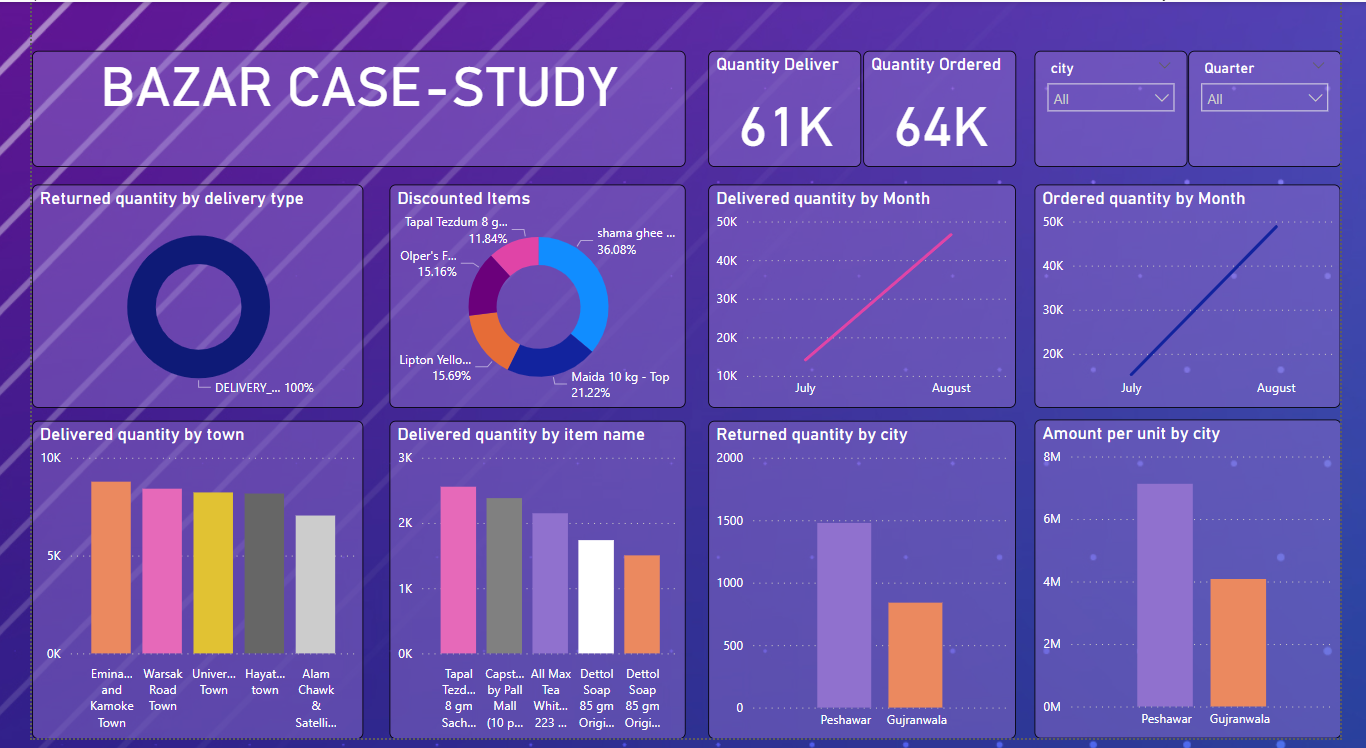 BAZAR CASE-STUDY
Quantity Deliver
61K
Quantity Ordered
64K
city
All
Quarter
All
Returned quantity by delivery type
DELIVERY_... 100%
Discounted Items
Tapal Tezdum 8 g...
11.84%
shama ghee ...
36.08%
Olper's F...
15.16%
Lipton Yello...
15.69%
Maida 10 kg - Top
21.22%
Delivered quantity by Month
50K
40K
30K
20K
10K
July
August
Ordered quantity by Month
50K
40K
30K
20K
July
August
Delivered quantity by town
10K
5K
0K
Emina...
and
Kamoke
Town
Warsak
Road
Town
Univer...
Town
Hayat...
town
Alam
Chawk
&
Satelli...
Delivered quantity by item name
3K
2K
1K
0K
Tapal
Tezd...
8 gm
Sach...
Capst...
by Pall
Mall
(10 p...
All Max
Tea
Whit...
223 ...
Dettol
Soap
85 gm
Origi...
Dettol
Soap
85 gm
Origi...
Returned quantity by city
2000
1500
1000
500
0
Peshawar
Gujranwala
Amount per unit by city
8M
6M
4M
2M
0M
Peshawar
Gujranwala